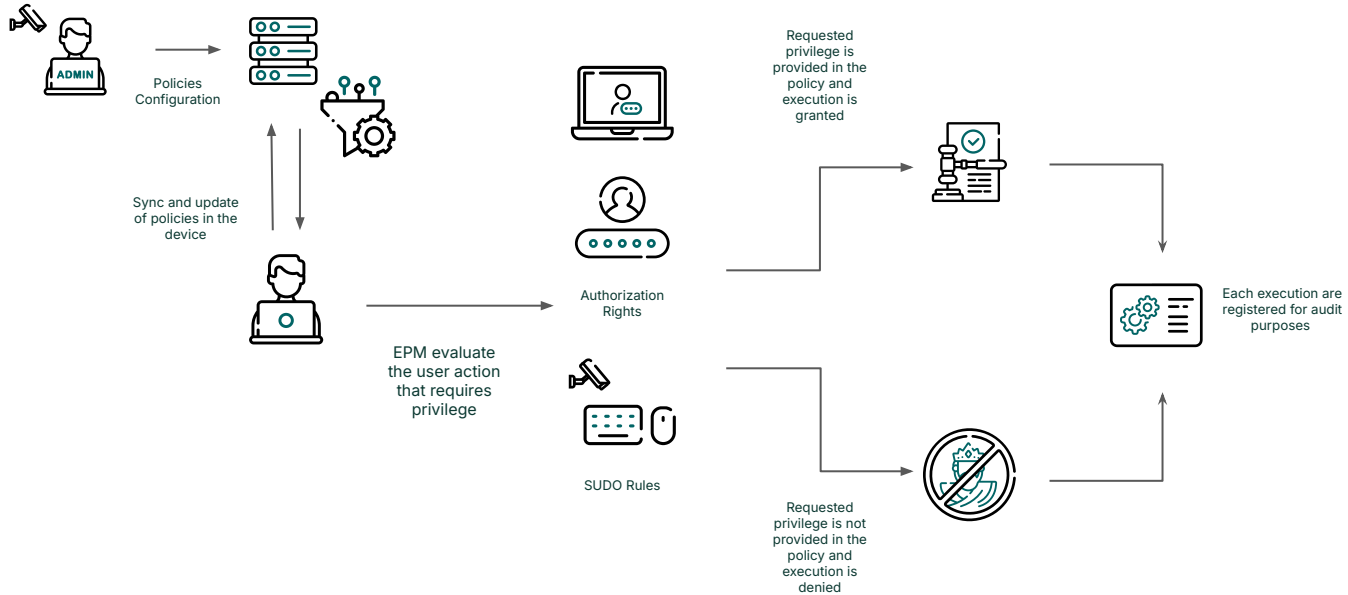 ADMIN
Policies
Configuration
Sync and update
of policies in the
device
EPM evaluate
the user action
that requires
privilege
Authorization
Rights
SUDO Rules
Requested
privilege is
provided in the
policy and
execution is
granted
Requested
privilege is not
provided in the
policy and
execution is
denied
Each execution are
registered for audit
purposes